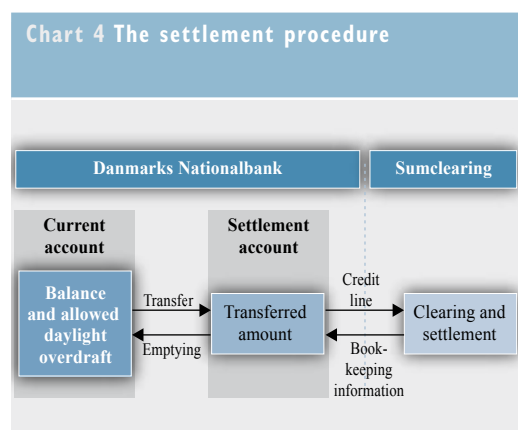 Chart 4 The settlement procedure
Danmarks Nationalbank
Sumclearing
Current
account
Settlement
account
Balance
and allowed
daylight
overdraft
Transfer
Emptying
Transferred
amount
Credit
line
Book-
keeping
information
Clearing and
settlement